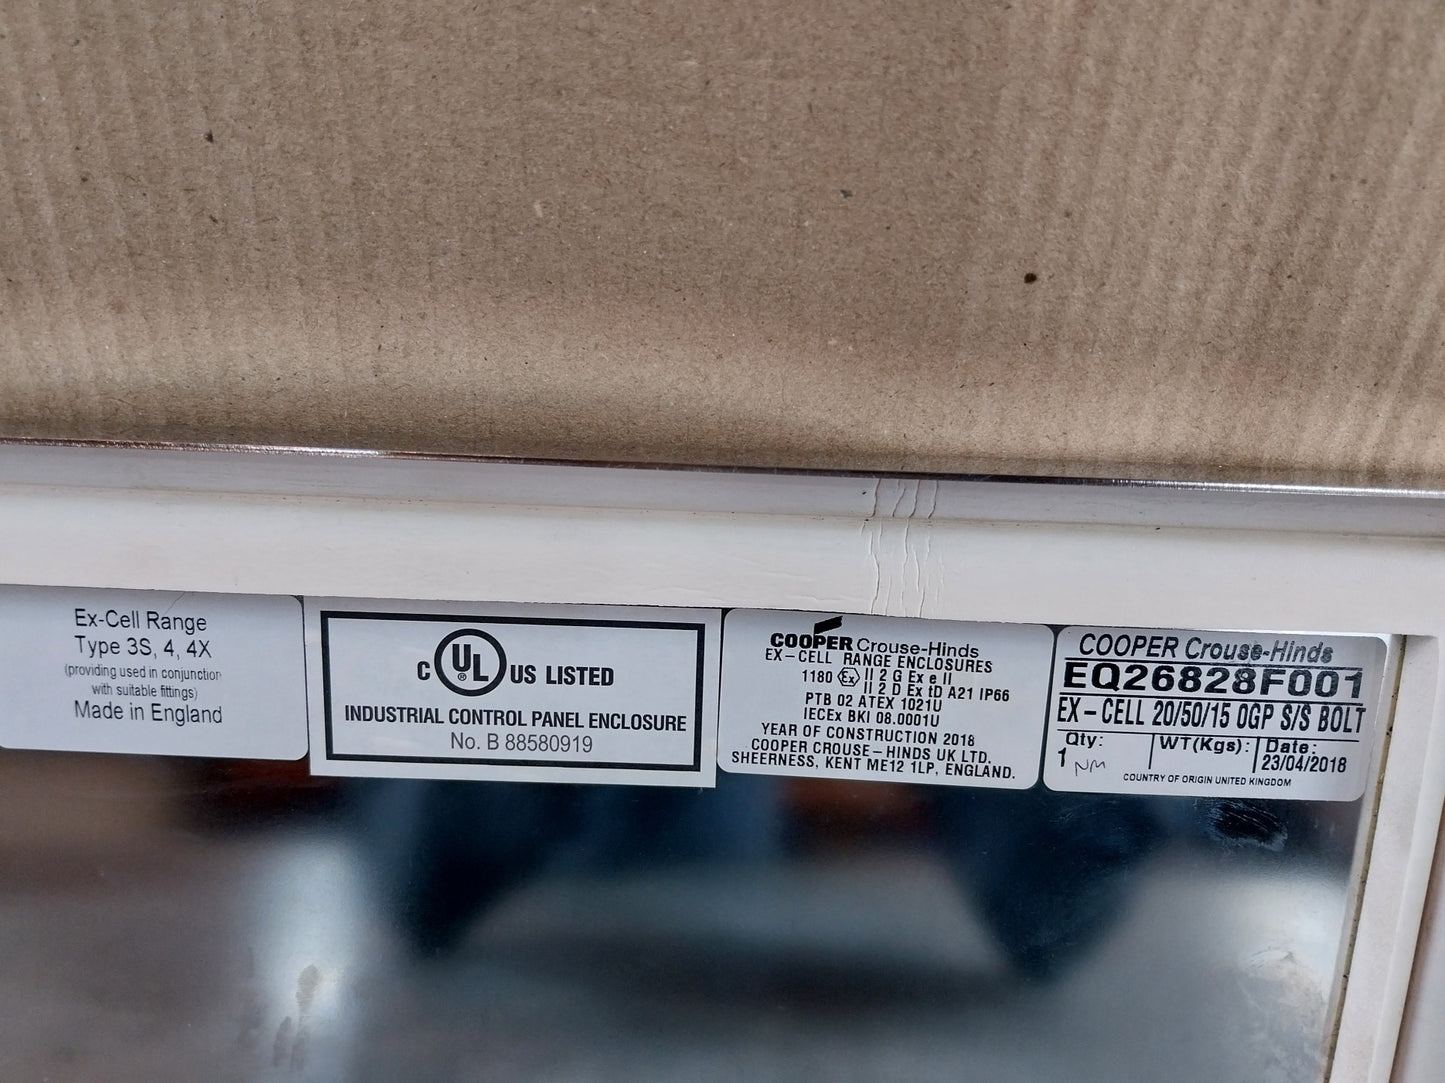 Ex-Cell Range
Type 3S, 4, 4X
(providing used in conjunction
with suitable fittings)
Made in England
C UL ® US LISTED
INDUSTRIAL CONTROL PANEL ENCLOSURE
No. B 88580919
COOPER Crouse-Hinds
EX-CELL RANGE ENCLOSURES
1180 Ex II 2 G Ex e II
II 2 D Ex tD A21 IP66
PTB 02 ATEX 1021U
IECEx BKI 08.0001U
YEAR OF CONSTRUCTION 2018
COOPER CROUSE-HINDS UK LTD.
SHEERNESS, KENT ME12 1LP, ENGLAND.
COOPER Crouse-Hinds
EQ26828F001
EX-CELL 20/50/15 0GP S/S BOLT
Qty: WT(Kgs): Date:
1 NM 23/04/2018
COUNTRY OF ORIGIN UNITED KINGDOM